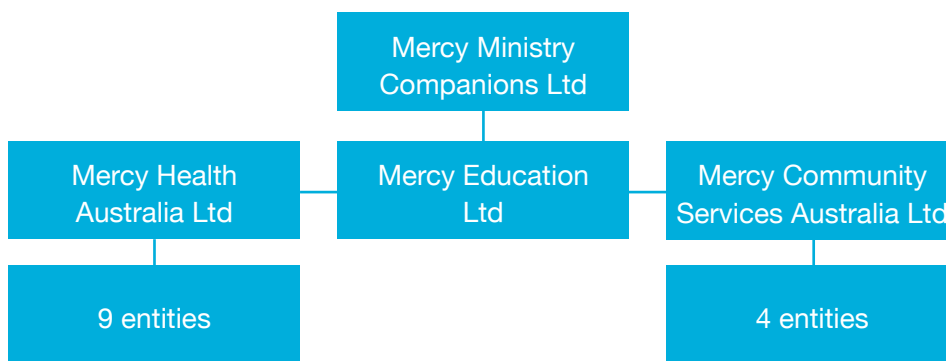 Mercy Ministry
Companions Ltd
Mercy Health
Australia Ltd
Mercy Education
Ltd
Mercy Community
Services Australia Ltd
9 entities
4 entities